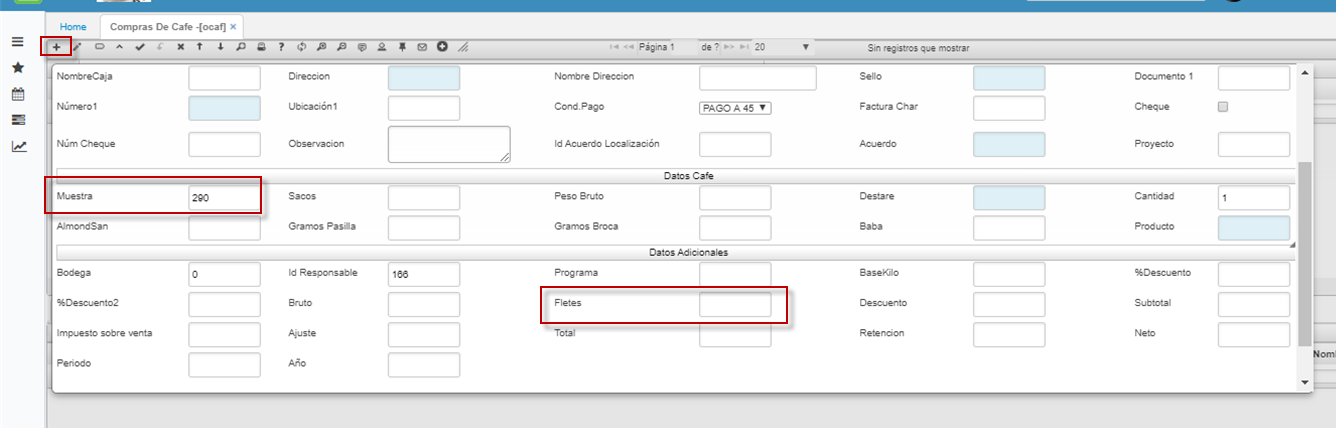 Home Compras De Cafe -[ocaf] ×
Página 1 de ? 20 Sin registros que mostrar
NombreCaja Direccion Nombre Direccion Sello Documento 1
Número1 Ubicación1 Cond.Pago PAGO A 45 Factura Char Cheque
Núm Cheque Observacion Id Acuerdo Localización Acuerdo Proyecto
Datos Cafe
Muestra 290 Sacos Peso Bruto Destare Cantidad 1
AlmondSan Gramos Pasilla Gramos Broca Baba Producto
Datos Adicionales
Bodega 0 Id Responsable 166 Programa BaseKilo %Descuento
%Descuento2 Bruto Fletes Descuento Subtotal
Impuesto sobre venta Ajuste Total Retencion Neto
Nom
Periodo Año